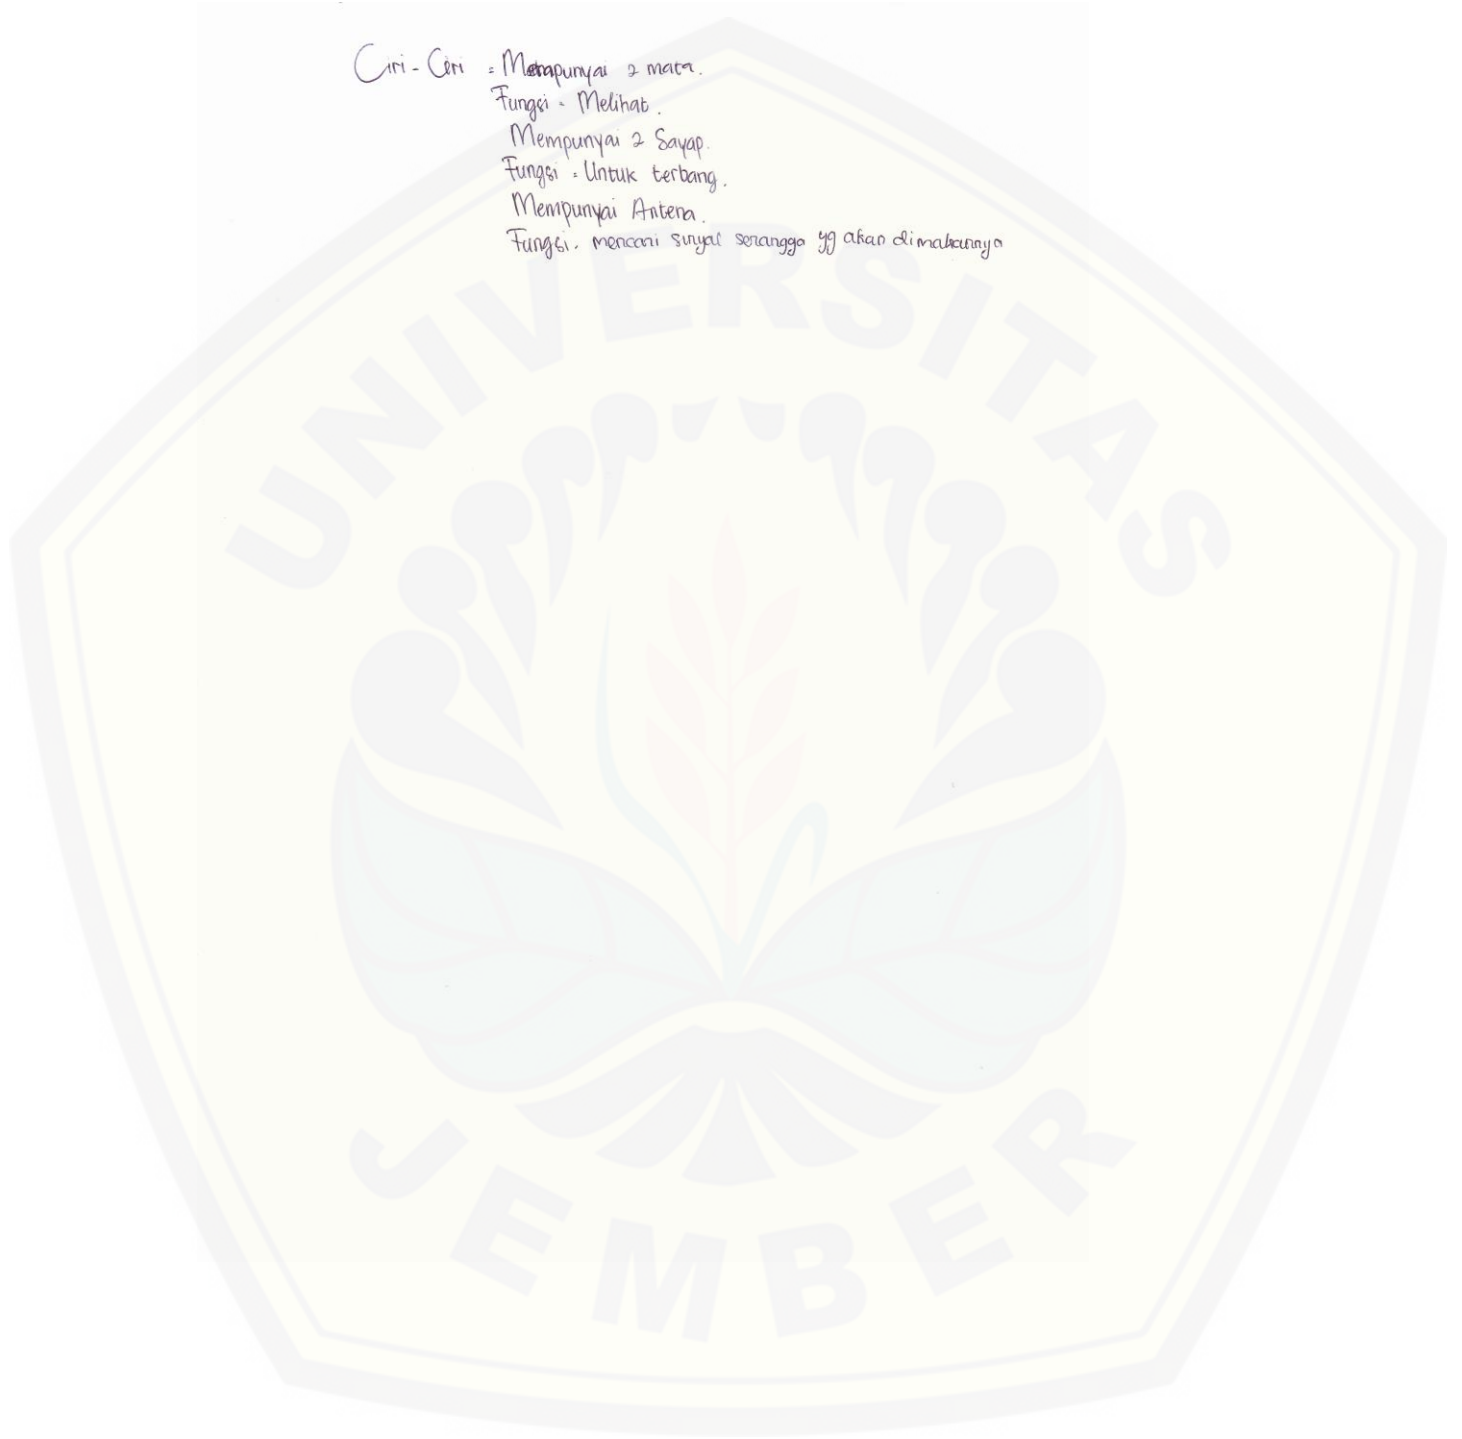 Ciri-Ciri : Mempunyai 2 mata.
Fungsi : Melihat.
Mempunyai 2 Sayap.
Fungsi : Untuk terbang.
Mempunyai Antena.
Fungsi. mencari sinyal serangga yg akan dimakannya
UNIVERSITAS
JEMBER